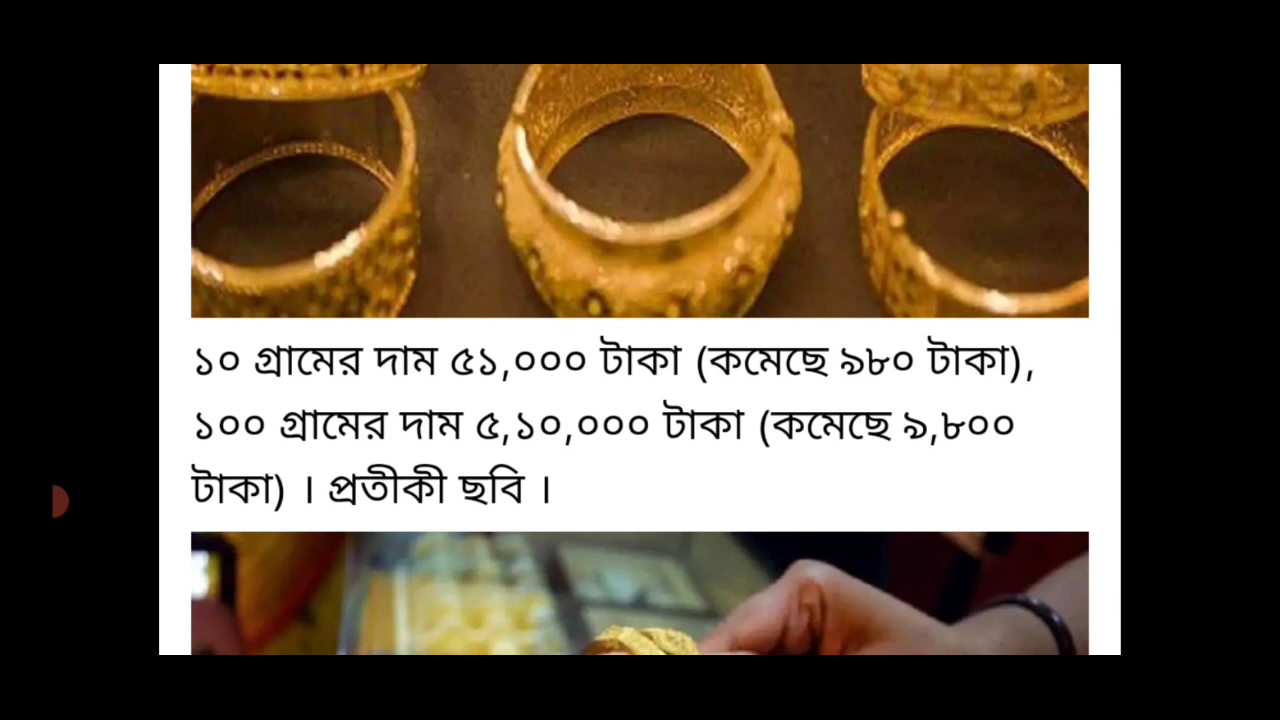 ১০ গ্রামের দাম ৫১,০০০ টাকা (কমেছে ৯৮০ টাকা),
১০০ গ্রামের দাম ৫,১০,০০০ টাকা (কমেছে ৯,৮০০
টাকা) । প্রতীকী ছবি ।